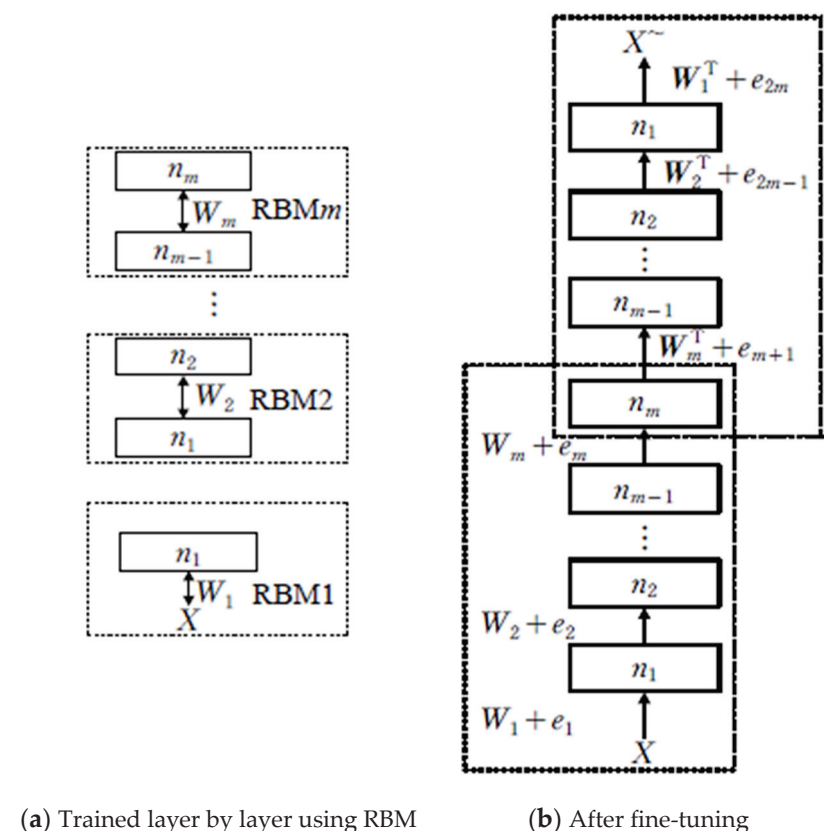 n_m
W_m RBMm
n_{m-1}
⋮
n_2
W_2 RBM2
n_1
n_1
W_1 RBM1
X
(a) Trained layer by layer using RBM
X~
W_1^T + e_{2m}
n_1
W_2^T + e_{2m-1}
n_2
⋮
n_{m-1}
W_m^T + e_{m+1}
n_m
W_m + e_m
n_{m-1}
⋮
n_2
W_2 + e_2
n_1
W_1 + e_1
X
(b) After fine-tuning